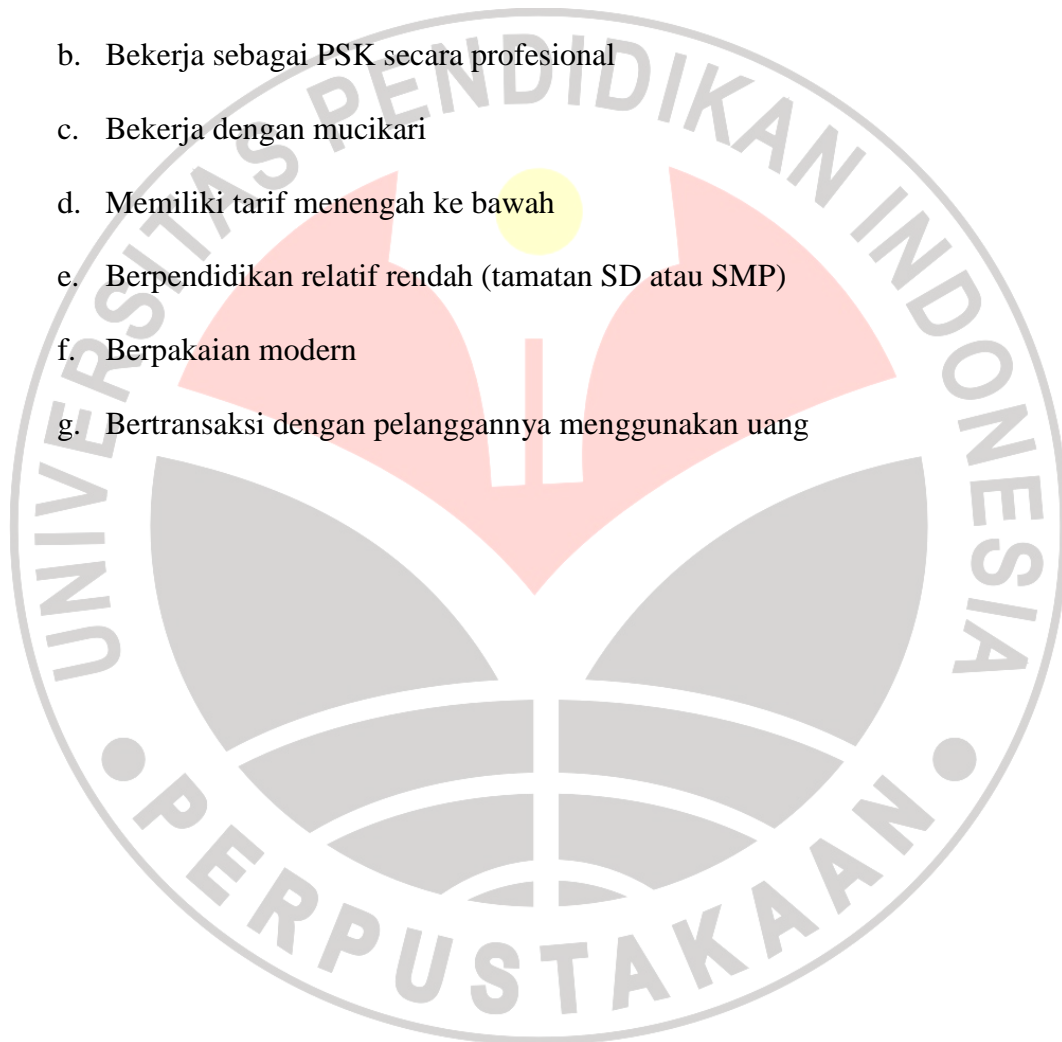 b. Bekerja sebagai PSK secara profesional
c. Bekerja dengan mucikari
d. Memiliki tarif menengah ke bawah
e. Berpendidikan relatif rendah (tamatan SD atau SMP)
f. Berpakaian modern
g. Bertransaksi dengan pelanggannya menggunakan uang
UNIVERSITAS PENDIDIKAN INDONESIA
PERPUSTAKAAN